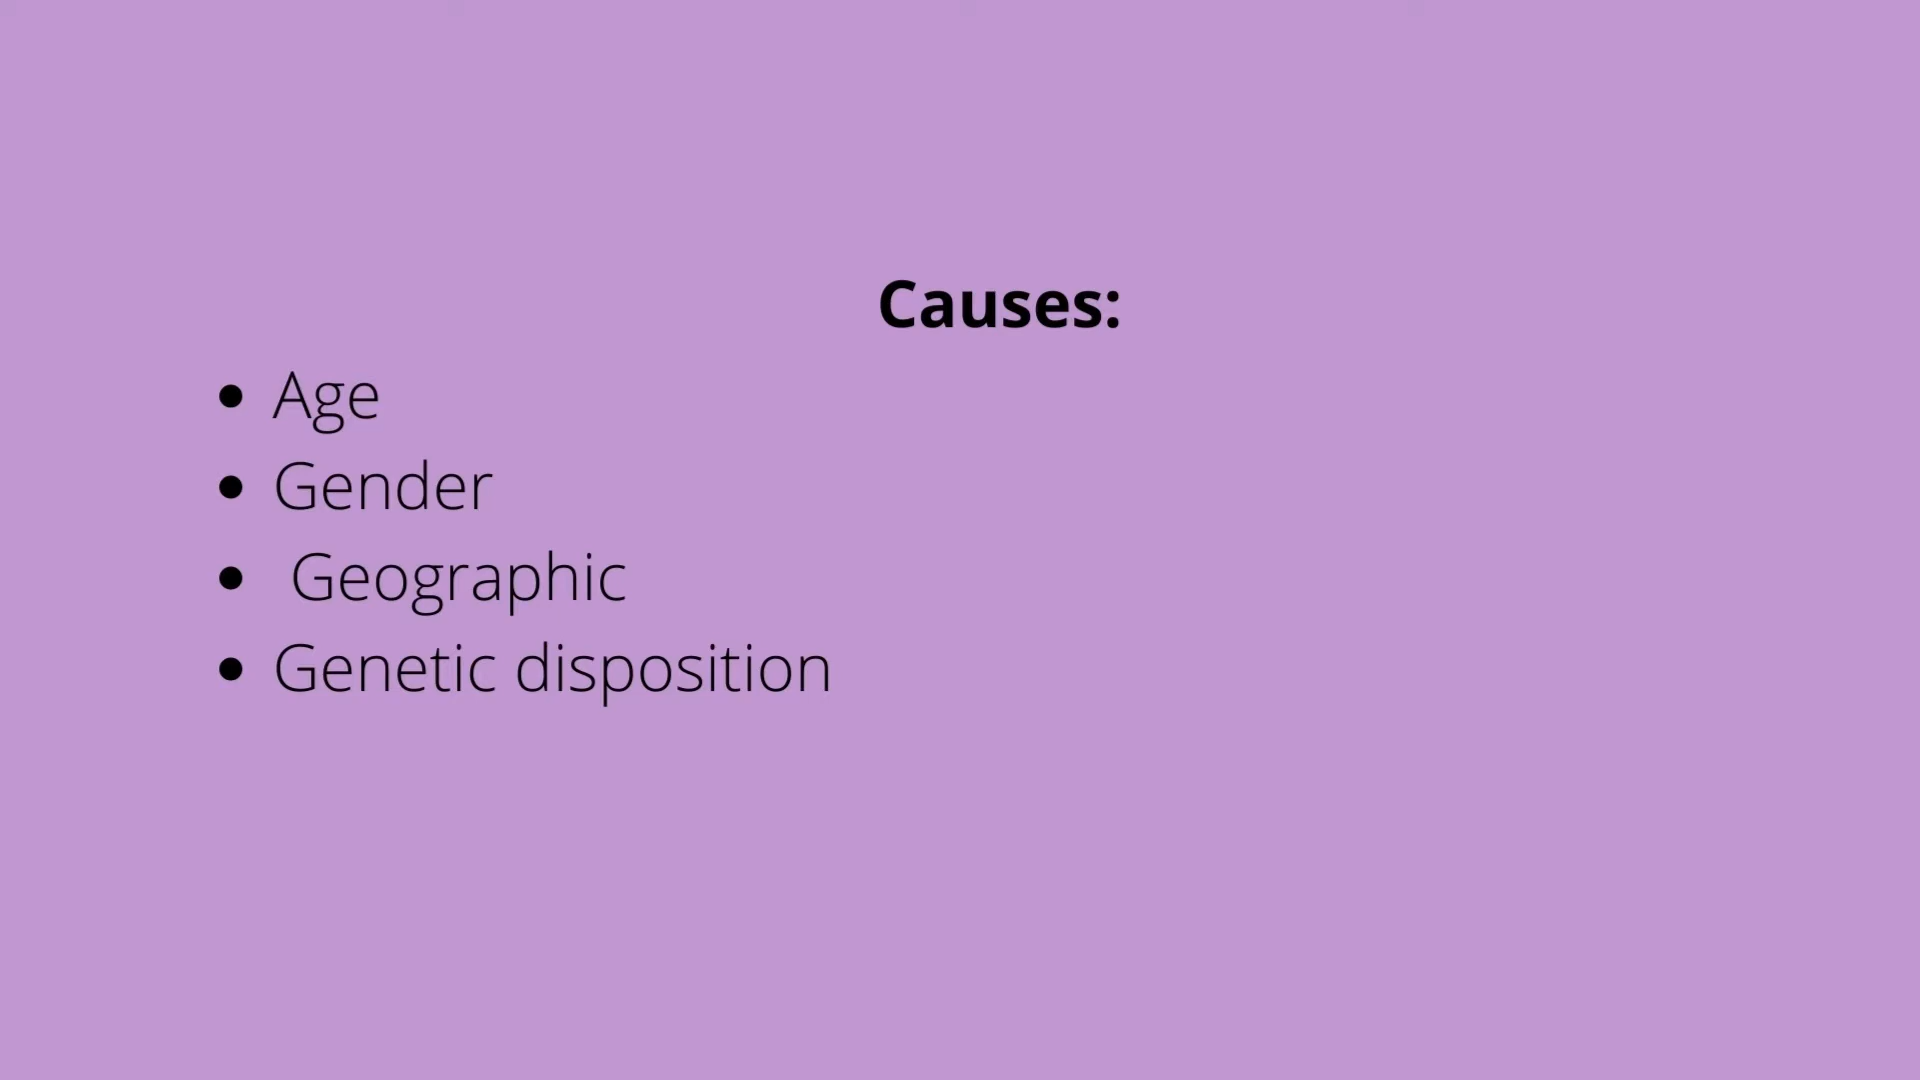 Causes:
• Age
• Gender
• Geographic
• Genetic disposition